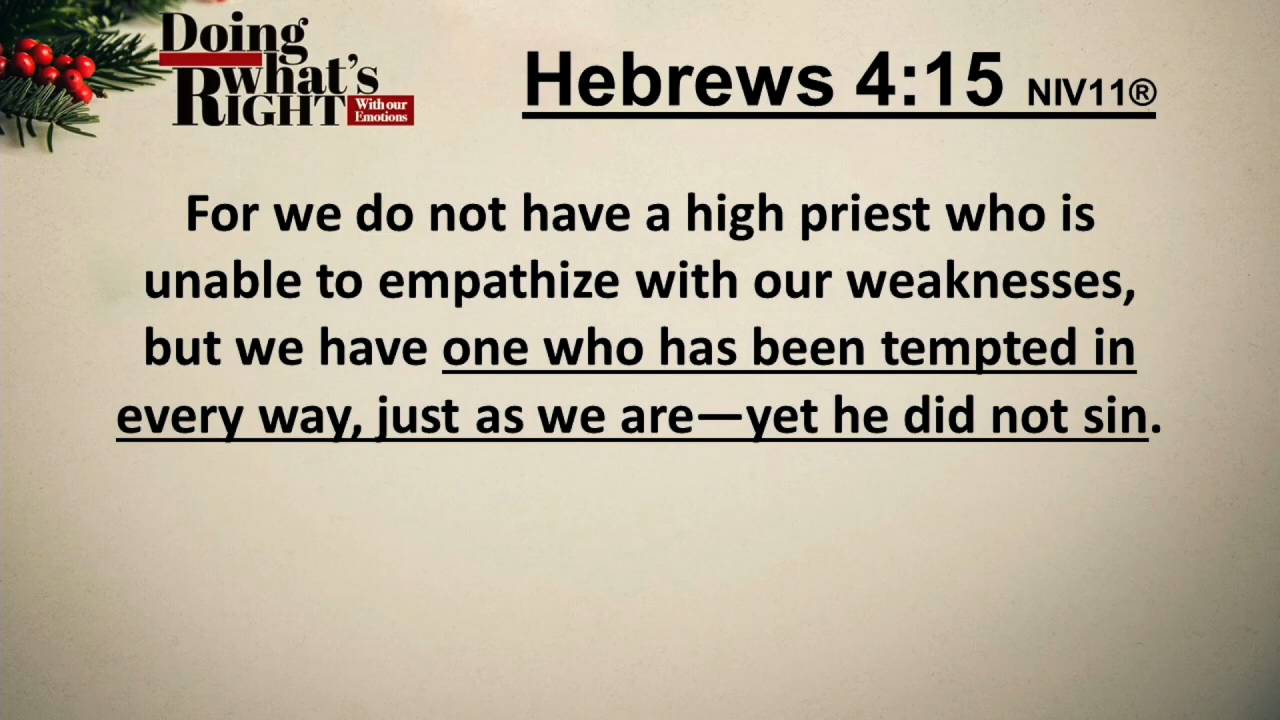 Doing
what's
RIGHT
With our
Emotions
Hebrews 4:15 NIV11®
For we do not have a high priest who is
unable to empathize with our weaknesses,
but we have one who has been tempted in
every way, just as we are—yet he did not sin.